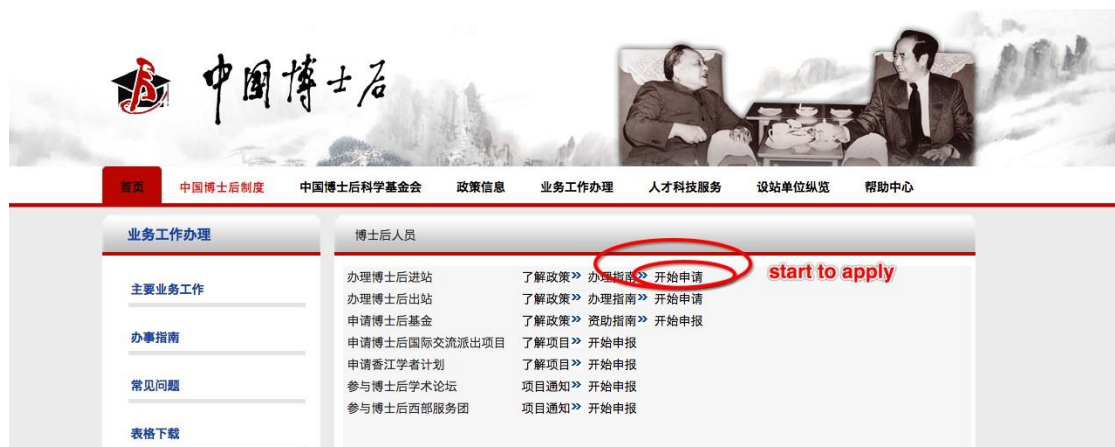 中国博士后
首页 中国博士后制度 中国博士后科学基金会 政策信息 业务工作办理 人才科技服务 设站单位纵览 帮助中心
业务工作办理
主要业务工作
办事指南
常见问题
表格下载
博士后人员
办理博士后进站 了解政策» 办理指南» 开始申请 start to apply
办理博士后出站 了解政策» 办理指南» 开始申请
申请博士后基金 了解政策» 资助指南» 开始申报
申请博士后国际交流派出项目 了解项目» 开始申报
申请香江学者计划 了解项目» 开始申报
参与博士后学术论坛 项目通知» 开始申报
参与博士后西部服务团 项目通知» 开始申报